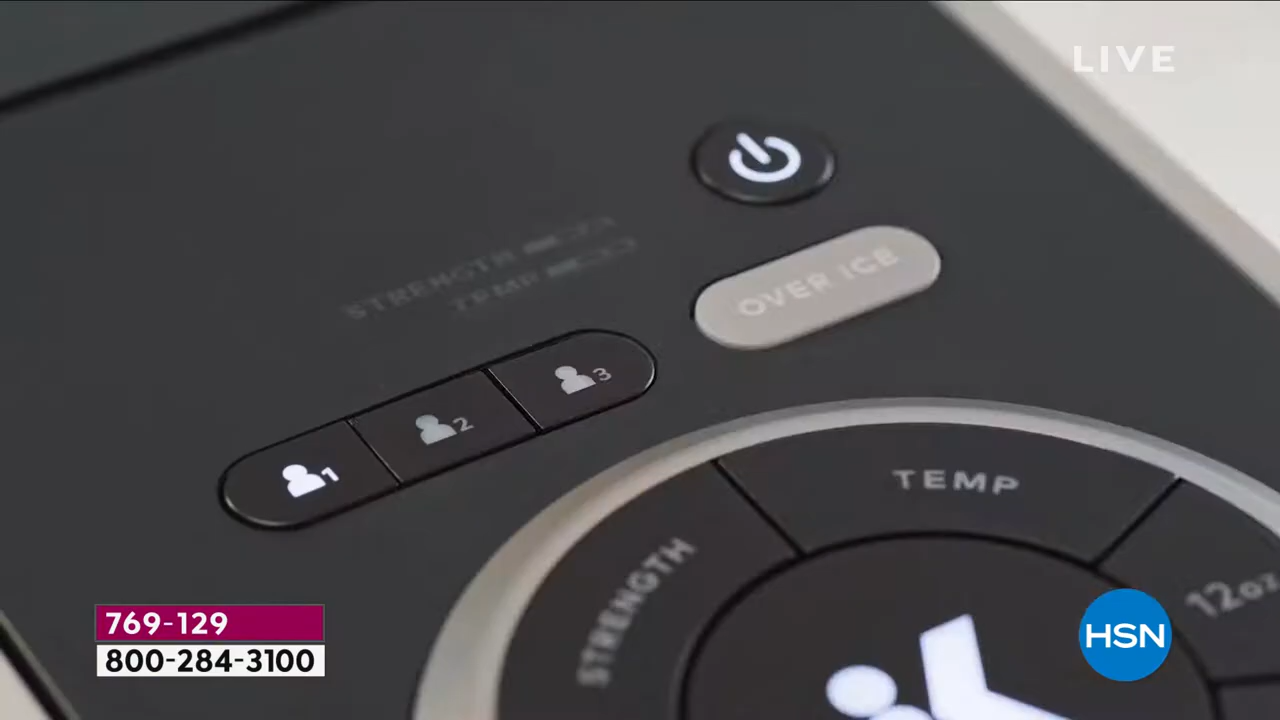 LIVE
OVER ICE
STRENGTH
TEMP
1
2
3
TEMP
STRENGTH
12oz
769-129
800-284-3100
HSN